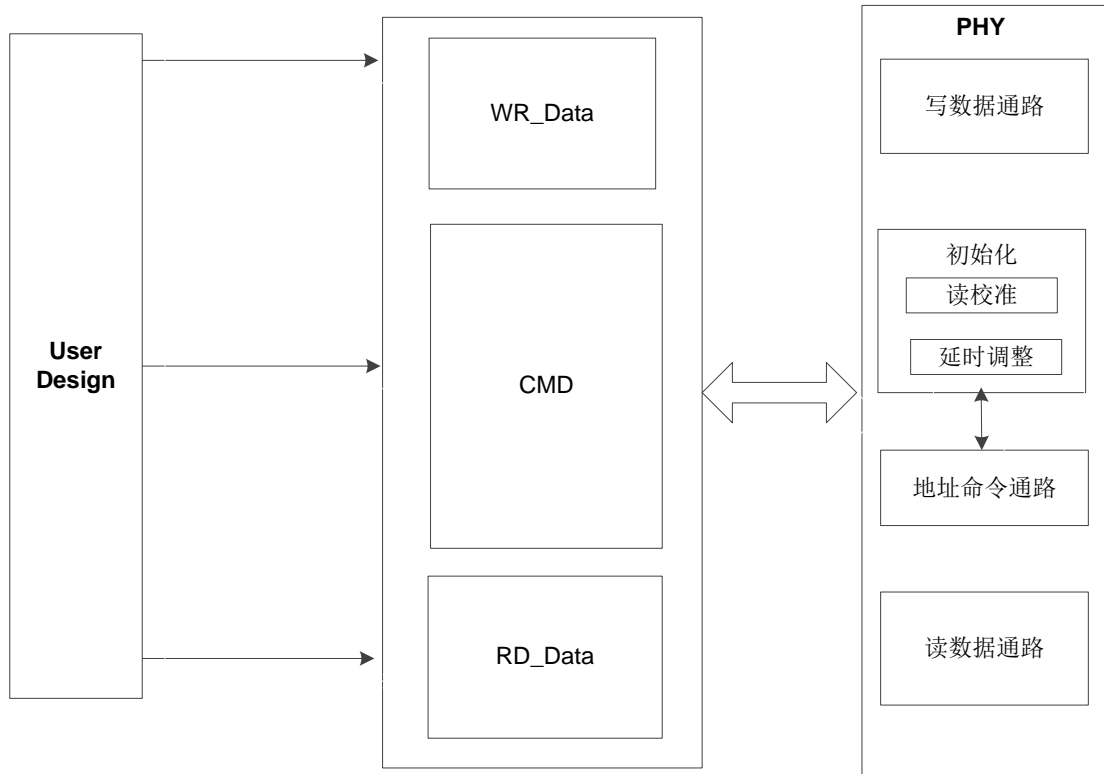 User
Design
WR_Data
CMD
RD_Data
PHY
写数据通路
初始化
读校准
延时调整
地址命令通路
读数据通路